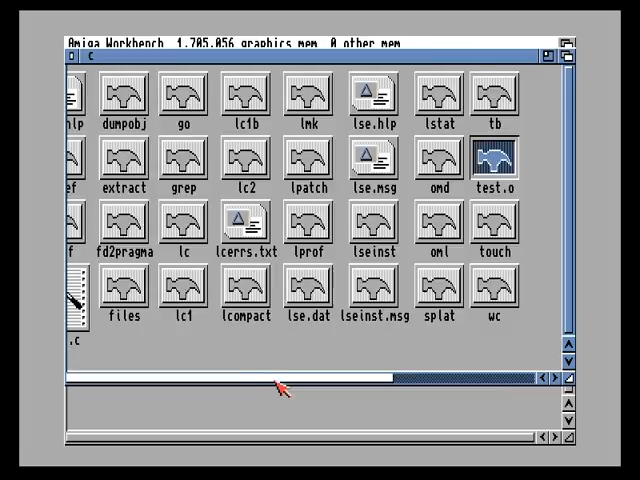 Amiga Workbench 1.705.056 graphics mem 0 other mem
C
hlp dumpobj go lc1b lmk lse.hlp lstat tb
ef extract grep lc2 lpatch lse.msg omd test.o
f fd2pragma lc lcerrs.txt lprof lseinst oml touch
files lc1 lcompact lse.dat lseinst.msg splat wc
.c